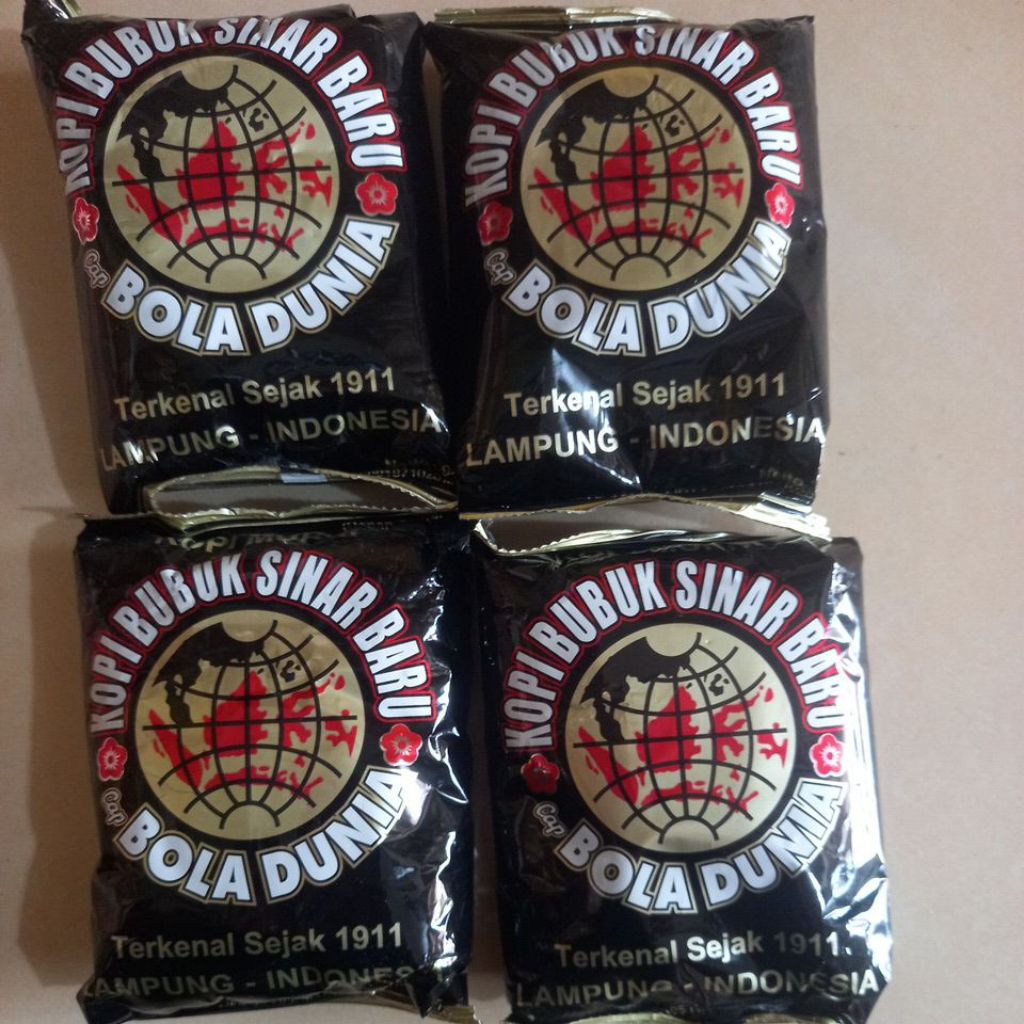 KOPI BUBUK SINAR BARU
Cap
BOLA DUNIA
Terkenal Sejak 1911
LAMPUNG - INDONESIA
KOPI BUBUK SINAR BARU
Cap
BOLA DUNIA
Terkenal Sejak 1911
LAMPUNG - INDONESIA
KOPI BUBUK SINAR BARU
Cap
BOLA DUNIA
Terkenal Sejak 1911
LAMPUNG - INDONESIA
KOPI BUBUK SINAR BARU
Cap
BOLA DUNIA
Terkenal Sejak 1911
LAMPUNG - INDONESIA